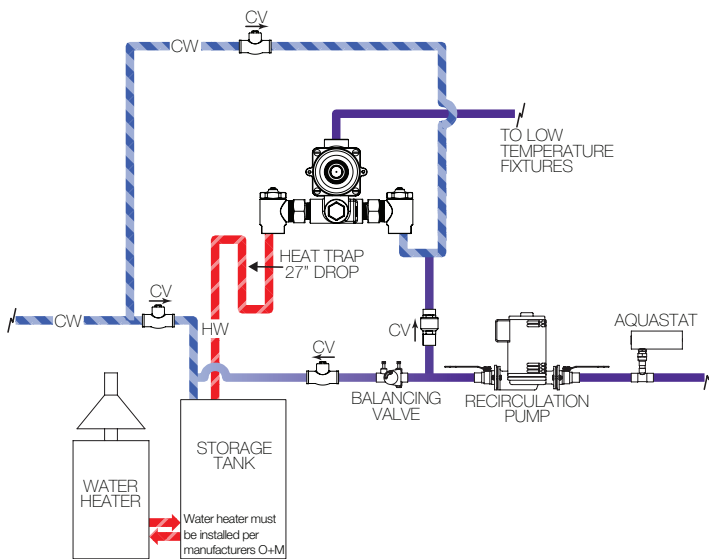 CV
CW
TO LOW
TEMPERATURE
FIXTURES
HEAT TRAP
27" DROP
CV
CW
HW
CV
AQUASTAT
CV
BALANCING
VALVE
RECIRCULATION
PUMP
STORAGE
TANK
WATER
HEATER
Water heater must
be installed per
manufacturers O+M